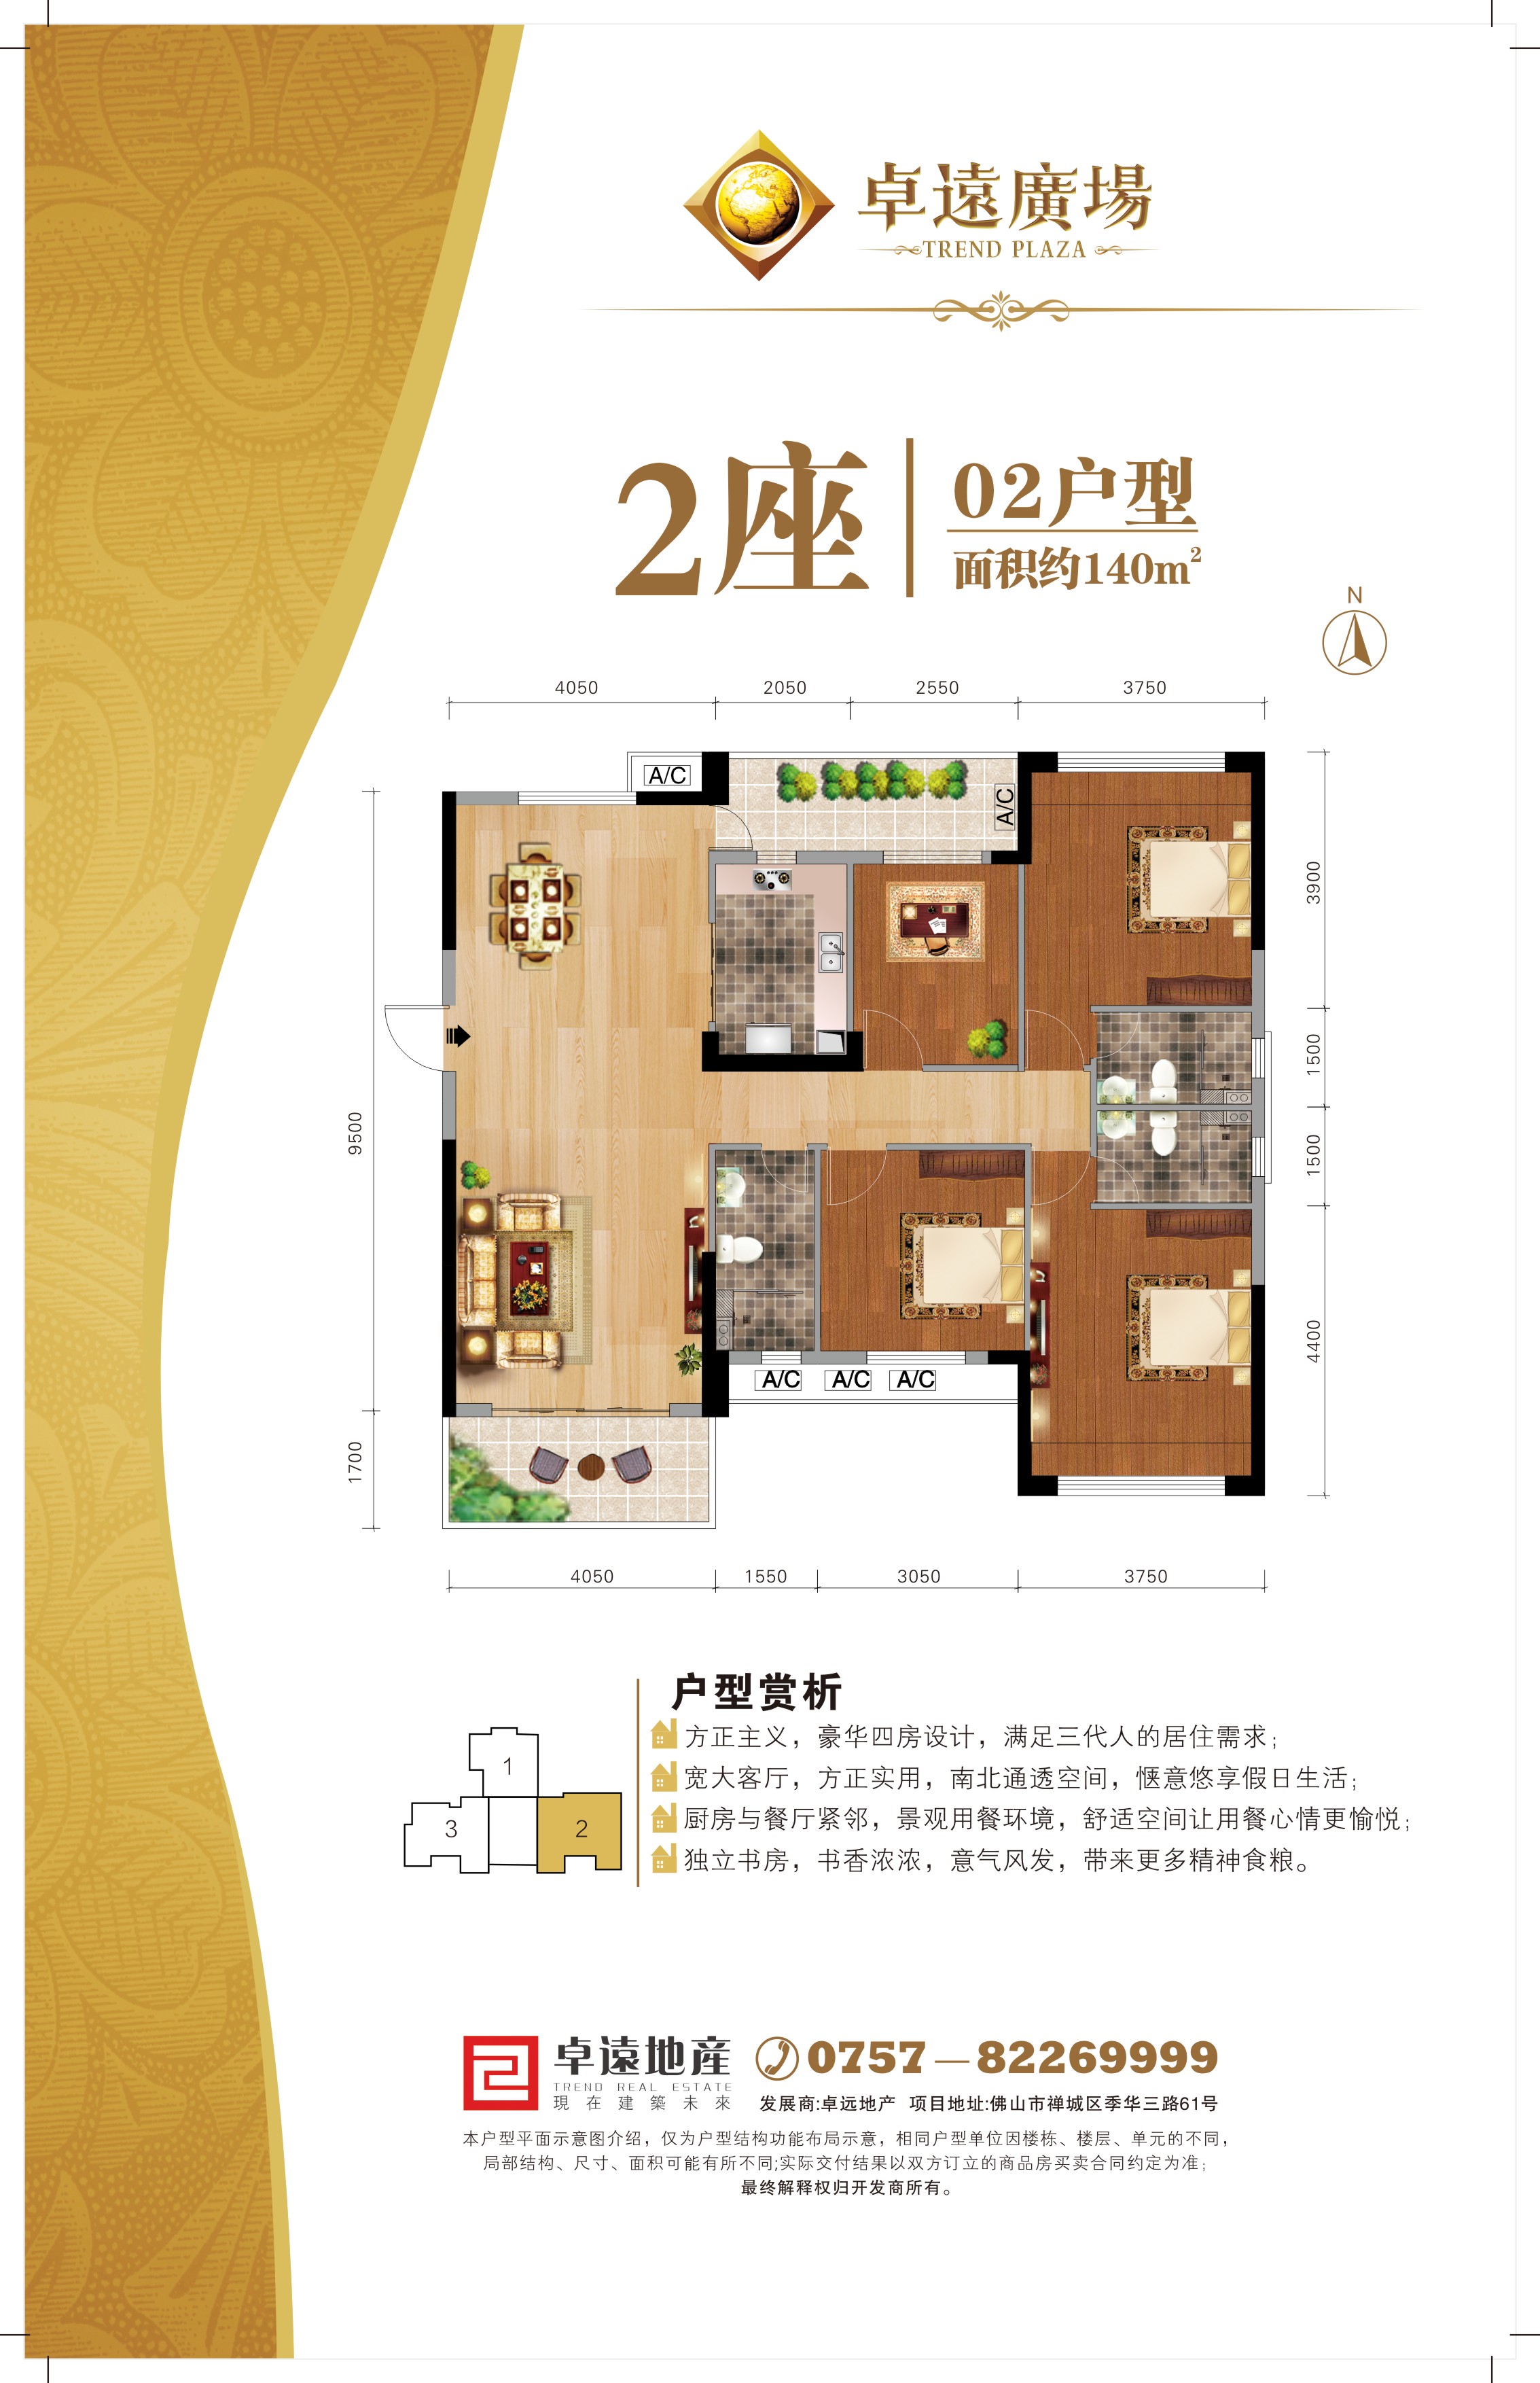 卓遠廣場
TREND PLAZA
2座
02户型
面积约140m²
N
4050 2050 2550 3750
A/C
A/C
3900
1500
9500
1500
4400
A/C A/C A/C
1700
4050 1550 3050 3750
户型赏析
方正主义，豪华四房设计，满足三代人的居住需求；
宽大客厅，方正实用，南北通透空间，惬意悠享假日生活；
厨房与餐厅紧邻，景观用餐环境，舒适空间让用餐心情更愉悦；
独立书房，书香浓浓，意气风发，带来更多精神食粮。
1
3
2
卓遠地産
TREND REAL ESTATE
現在建築未來
0757—82269999
发展商:卓远地产 项目地址:佛山市禅城区季华三路61号
本户型平面示意图介绍，仅为户型结构功能布局示意，相同户型单位因楼栋、楼层、单元的不同，
局部结构、尺寸、面积可能有所不同;实际交付结果以双方订立的商品房买卖合同约定为准；
最终解释权归开发商所有。